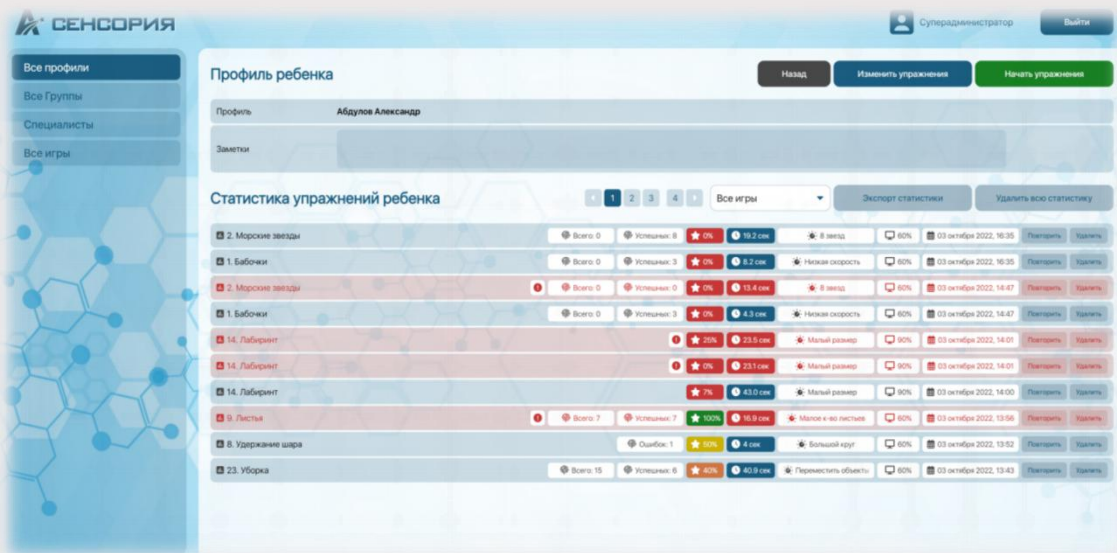 СЕНСОРИЯ
Суперадминистратор Выйти
Все профили
Все Группы
Специалисты
Все игры
Профиль ребенка Назад Изменить упражнения Начать упражнения
Профиль Абдулов Александр
Заметки
Статистика упражнений ребенка 1 2 3 4 Все игры Экспорт статистики Удалить всю статистику
2. Морские звезды Всего: 0 Успешных: 8 0% 19.2 сек 8 звезд 60% 03 октября 2022, 16:35 Повторить Удалить
1. Бабочки Всего: 0 Успешных: 3 0% 8.2 сек Низкая скорость 60% 03 октября 2022, 16:35 Повторить Удалить
2. Морские звезды Всего: 0 Успешных: 0 0% 13.4 сек 8 звезд 60% 03 октября 2022, 14:47 Повторить Удалить
1. Бабочки Всего: 0 Успешных: 3 0% 4.3 сек Низкая скорость 60% 03 октября 2022, 14:47 Повторить Удалить
14. Лабиринт 25% 23.5 сек Малый размер 90% 03 октября 2022, 14:01 Повторить Удалить
14. Лабиринт 0% 23.1 сек Малый размер 90% 03 октября 2022, 14:01 Повторить Удалить
14. Лабиринт 7% 43.0 сек Малый размер 90% 03 октября 2022, 14:00 Повторить Удалить
9. Листья Всего: 7 Успешных: 7 100% 16.9 сек Малое к-во листьев 60% 03 октября 2022, 13:56 Повторить Удалить
8. Удержание шара Ошибок: 1 50% 4 сек Большой круг 60% 03 октября 2022, 13:52 Повторить Удалить
23. Уборка Всего: 15 Успешных: 6 40% 40.9 сек Переместить объекты 60% 03 октября 2022, 13:43 Повторить Удалить